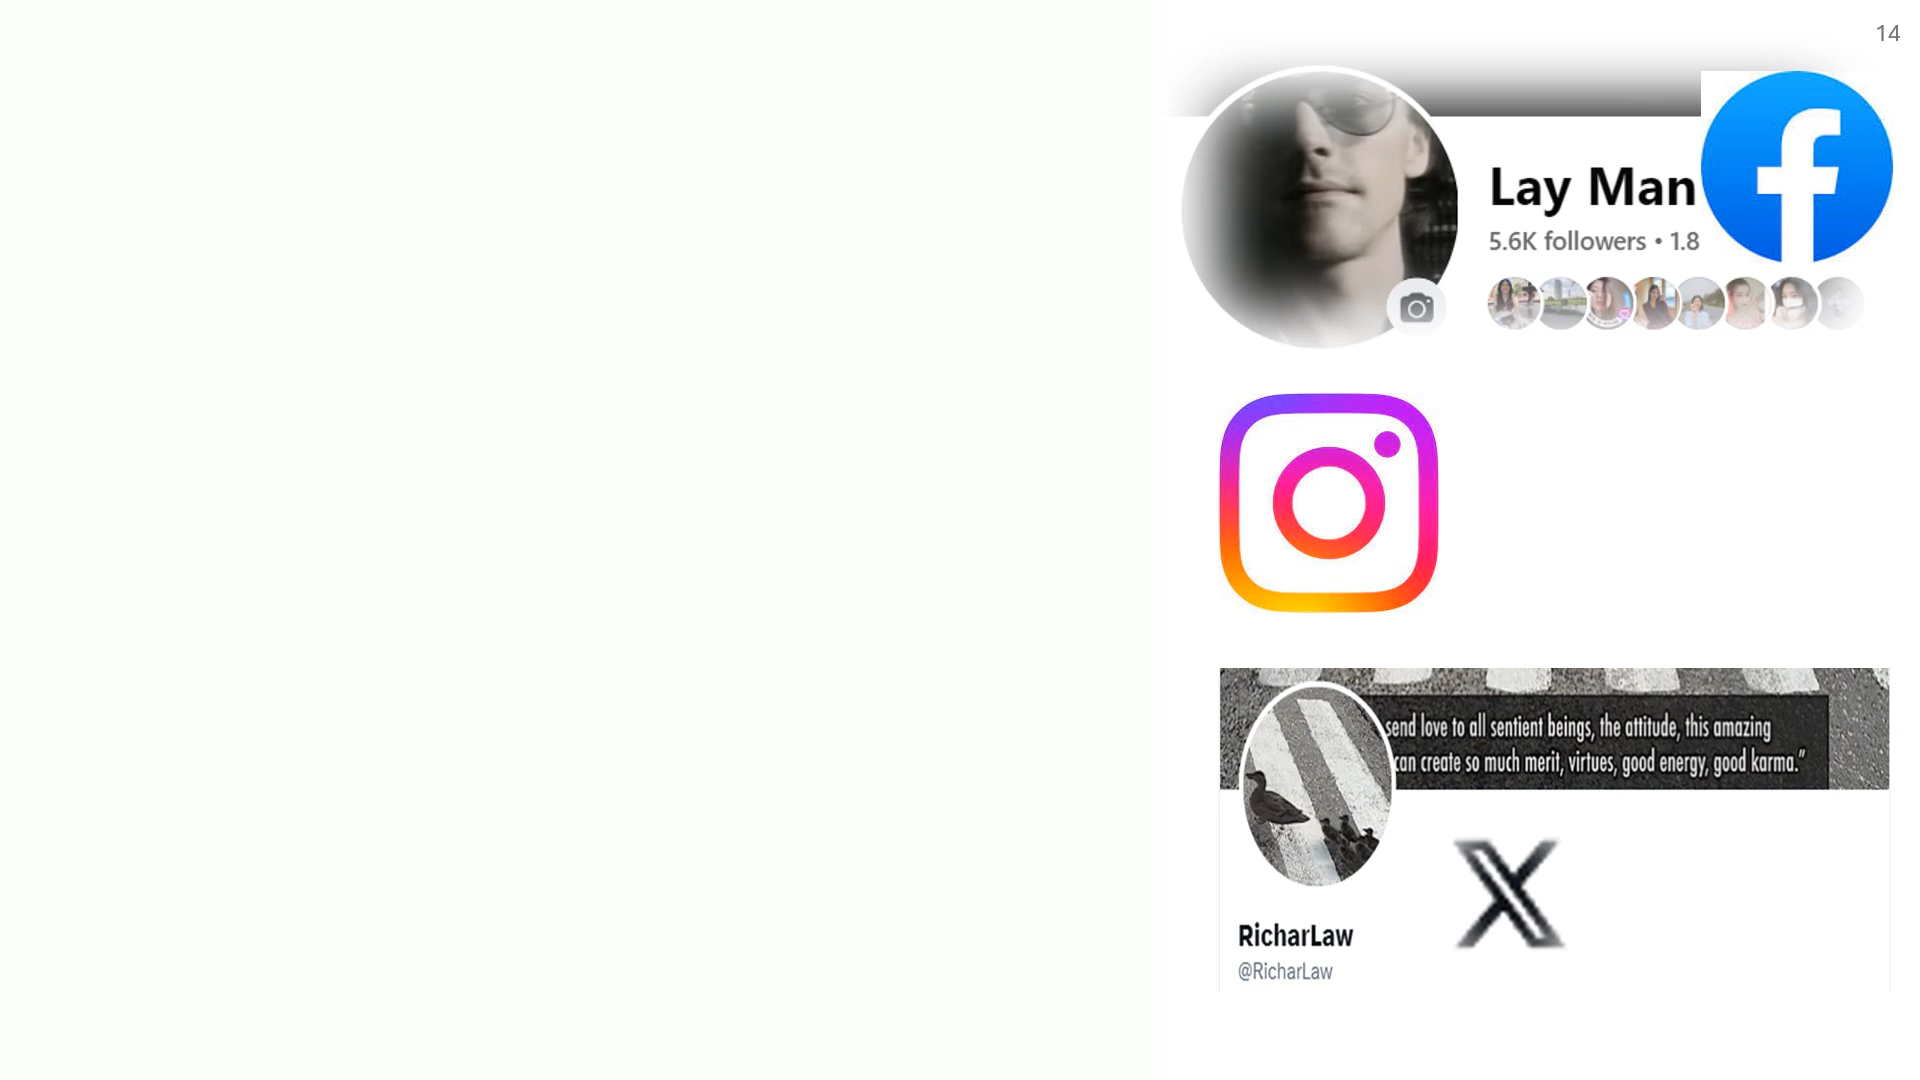 14
Lay Man
5.6K followers • 1.8
send love to all sentient beings, the attitude, this amazing
can create so much merit, virtues, good energy, good karma.”
RicharLaw
@RicharLaw